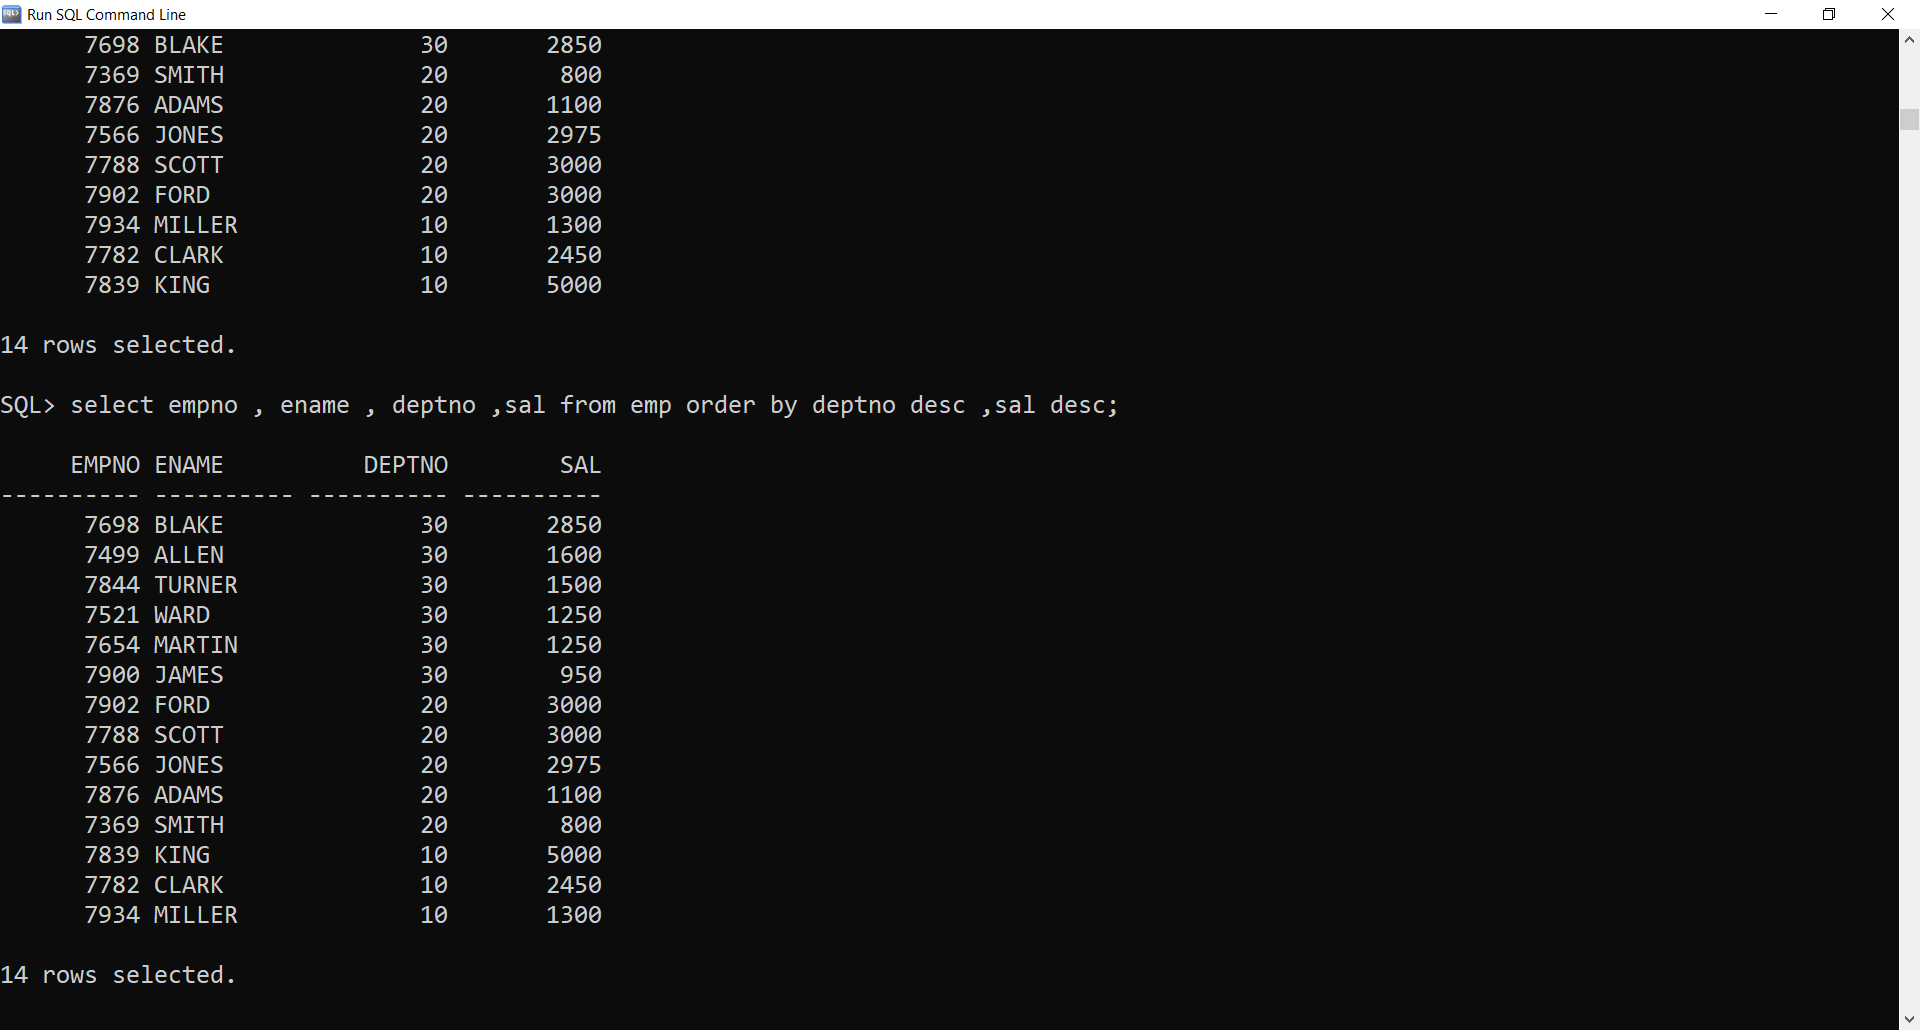 Run SQL Command Line
      7698 BLAKE              30       2850
      7369 SMITH              20        800
      7876 ADAMS              20       1100
      7566 JONES              20       2975
      7788 SCOTT              20       3000
      7902 FORD               20       3000
      7934 MILLER             10       1300
      7782 CLARK              10       2450
      7839 KING               10       5000

14 rows selected.

SQL> select empno , ename , deptno ,sal from emp order by deptno desc ,sal desc;

     EMPNO ENAME          DEPTNO        SAL
---------- ---------- ---------- ----------
      7698 BLAKE              30       2850
      7499 ALLEN              30       1600
      7844 TURNER             30       1500
      7521 WARD               30       1250
      7654 MARTIN             30       1250
      7900 JAMES              30        950
      7902 FORD               20       3000
      7788 SCOTT              20       3000
      7566 JONES              20       2975
      7876 ADAMS              20       1100
      7369 SMITH              20        800
      7839 KING               10       5000
      7782 CLARK              10       2450
      7934 MILLER             10       1300

14 rows selected.